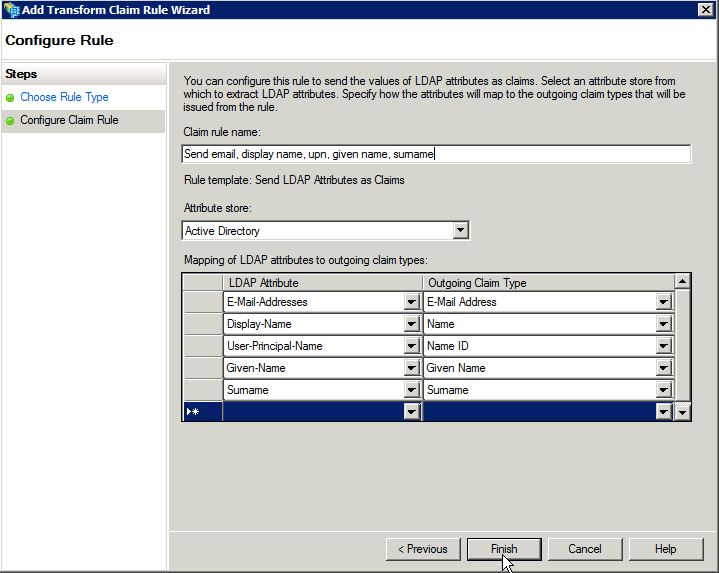 Add Transform Claim Rule Wizard
Configure Rule
Steps
Choose Rule Type
Configure Claim Rule
You can configure this rule to send the values of LDAP attributes as claims. Select an attribute store from
which to extract LDAP attributes. Specify how the attributes will map to the outgoing claim types that will be
issued from the rule.
Claim rule name:
Send email, display name, upn, given name, surname
Rule template: Send LDAP Attributes as Claims
Attribute store:
Active Directory
Mapping of LDAP attributes to outgoing claim types:
LDAP Attribute Outgoing Claim Type
E-Mail-Addresses E-Mail Address
Display-Name Name
User-Principal-Name Name ID
Given-Name Given Name
Surname Surname
< Previous Finish Cancel Help